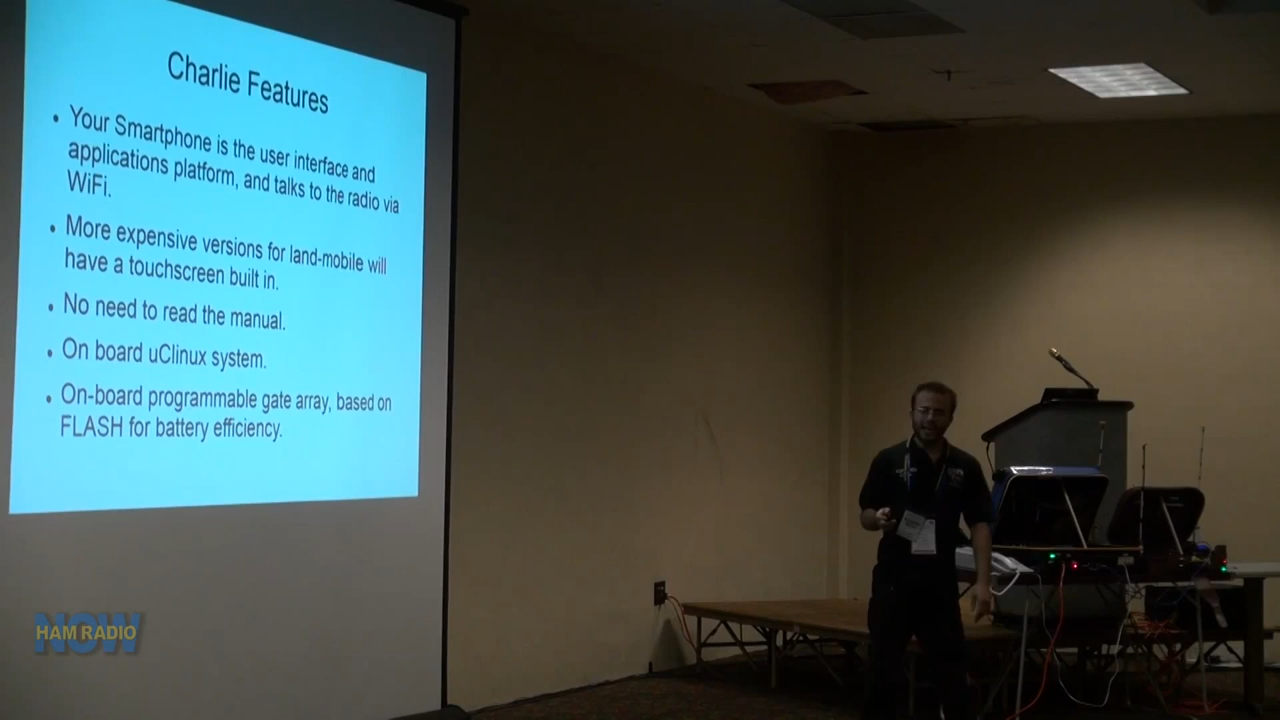 Charlie Features
• Your Smartphone is the user interface and
applications platform, and talks to the radio via
WiFi.
• More expensive versions for land-mobile will
have a touchscreen built in.
• No need to read the manual.
• On board uClinux system.
• On-board programmable gate array, based on
FLASH for battery efficiency.
NOW
HAM RADIO